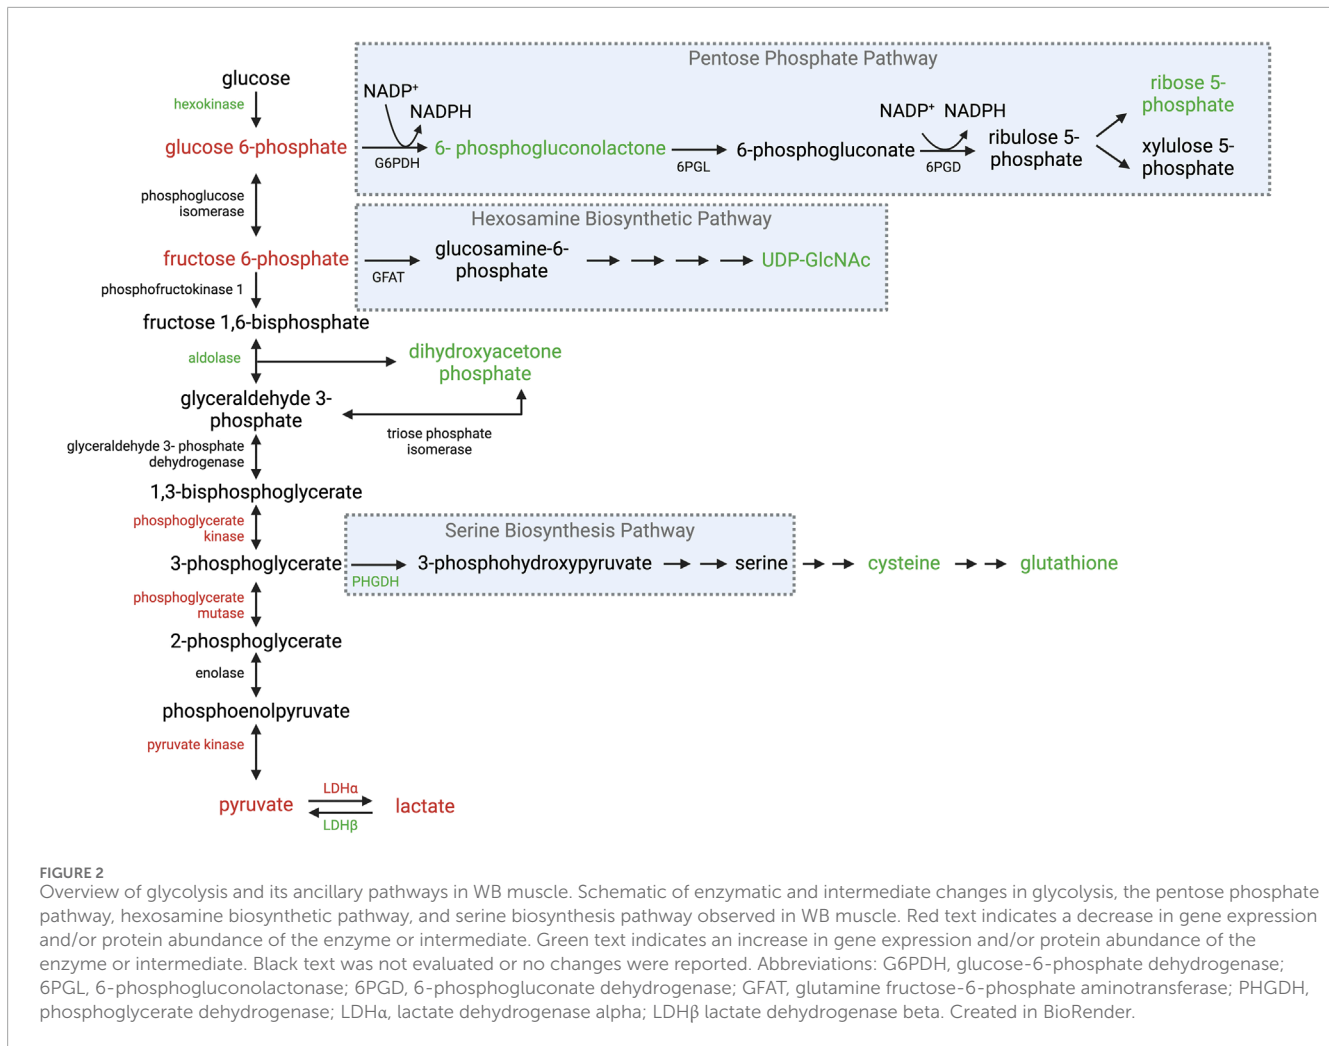 Pentose Phosphate Pathway
glucose
hexokinase
glucose 6-phosphate
NADP⁺
NADPH
G6PDH
6- phosphogluconolactone
6PGL
6-phosphogluconate
NADP⁺ NADPH
6PGD
ribulose 5-
phosphate
ribose 5-
phosphate
xylulose 5-
phosphate
phosphoglucose
isomerase
Hexosamine Biosynthetic Pathway
fructose 6-phosphate
GFAT
glucosamine-6-
phosphate
UDP-GlcNAc
phosphofructokinase 1
fructose 1,6-bisphosphate
aldolase
dihydroxyacetone
phosphate
glyceraldehyde 3-
phosphate
triose phosphate
isomerase
glyceraldehyde 3- phosphate
dehydrogenase
1,3-bisphosphoglycerate
phosphoglycerate
kinase
Serine Biosynthesis Pathway
3-phosphoglycerate
PHGDH
3-phosphohydroxypyruvate
serine
cysteine
glutathione
phosphoglycerate
mutase
2-phosphoglycerate
enolase
phosphoenolpyruvate
pyruvate kinase
pyruvate
LDHα
LDHβ
lactate
FIGURE 2
Overview of glycolysis and its ancillary pathways in WB muscle. Schematic of enzymatic and intermediate changes in glycolysis, the pentose phosphate
pathway, hexosamine biosynthetic pathway, and serine biosynthesis pathway observed in WB muscle. Red text indicates a decrease in gene expression
and/or protein abundance of the enzyme or intermediate. Green text indicates an increase in gene expression and/or protein abundance of the
enzyme or intermediate. Black text was not evaluated or no changes were reported. Abbreviations: G6PDH, glucose-6-phosphate dehydrogenase;
6PGL, 6-phosphogluconolactonase; 6PGD, 6-phosphogluconate dehydrogenase; GFAT, glutamine fructose-6-phosphate aminotransferase; PHGDH,
phosphoglycerate dehydrogenase; LDHα, lactate dehydrogenase alpha; LDHβ lactate dehydrogenase beta. Created in BioRender.